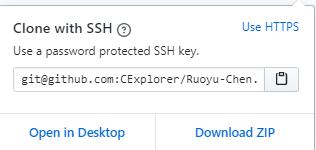 Clone with SSH ?
Use HTTPS
Use a password protected SSH key.
git@github.com:CExplorer/Ruoyu-Chen.
Open in Desktop
Download ZIP